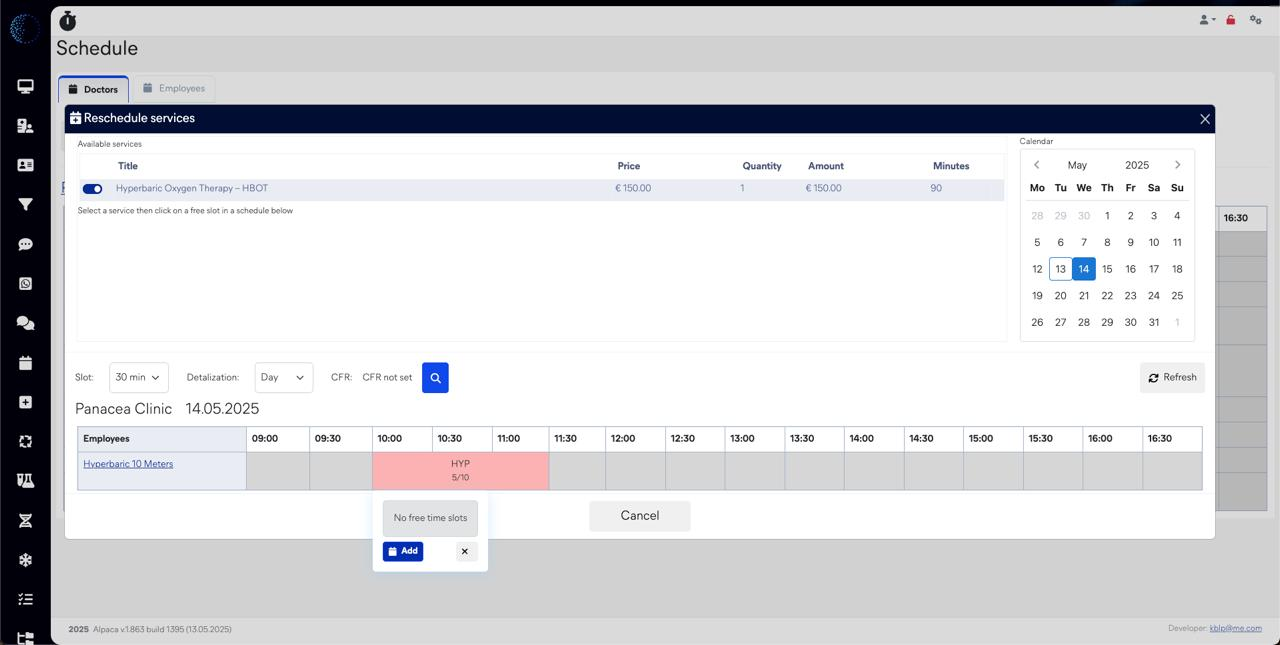 Schedule
Doctors
Employees
Reschedule services
Available services
Title Price Quantity Amount Minutes
Hyperbaric Oxygen Therapy – HBOT € 150.00 1 € 150.00 90
Select a service then click on a free slot in a schedule below
Calendar
May 2025
Mo Tu We Th Fr Sa Su
28 29 30 1 2 3 4
5 6 7 8 9 10 11
12 13 14 15 16 17 18
19 20 21 22 23 24 25
26 27 28 29 30 31 1
16:30
Slot: 30 min Detalization: Day CFR: CFR not set Refresh
Panacea Clinic 14.05.2025
Employees 09:00 09:30 10:00 10:30 11:00 11:30 12:00 12:30 13:00 13:30 14:00 14:30 15:00 15:30 16:00 16:30
Hyperbaric 10 Meters HYP
5/10
No free time slots
Add
Cancel
2025 Alpaca v.1.863 build 1395 (13.05.2025)
Developer: kblp@me.com